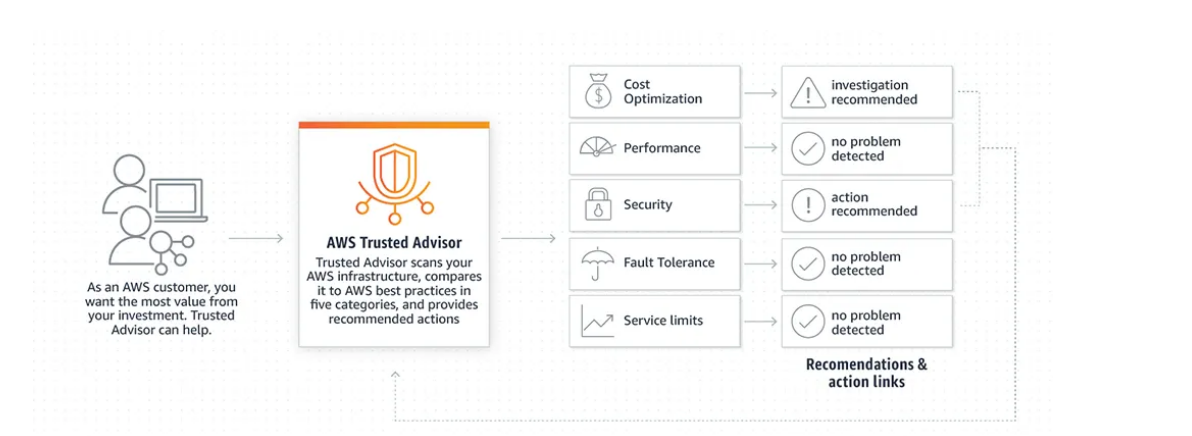 As an AWS customer, you
want the most value from
your investment. Trusted
Advisor can help.
AWS Trusted Advisor
Trusted Advisor scans your
AWS infrastructure, compares
it to AWS best practices in
five categories, and provides
recommended actions
Cost
Optimization
investigation
recommended
Performance
no problem
detected
Security
action
recommended
Fault Tolerance
no problem
detected
Service limits
no problem
detected
Recomendations &
action links